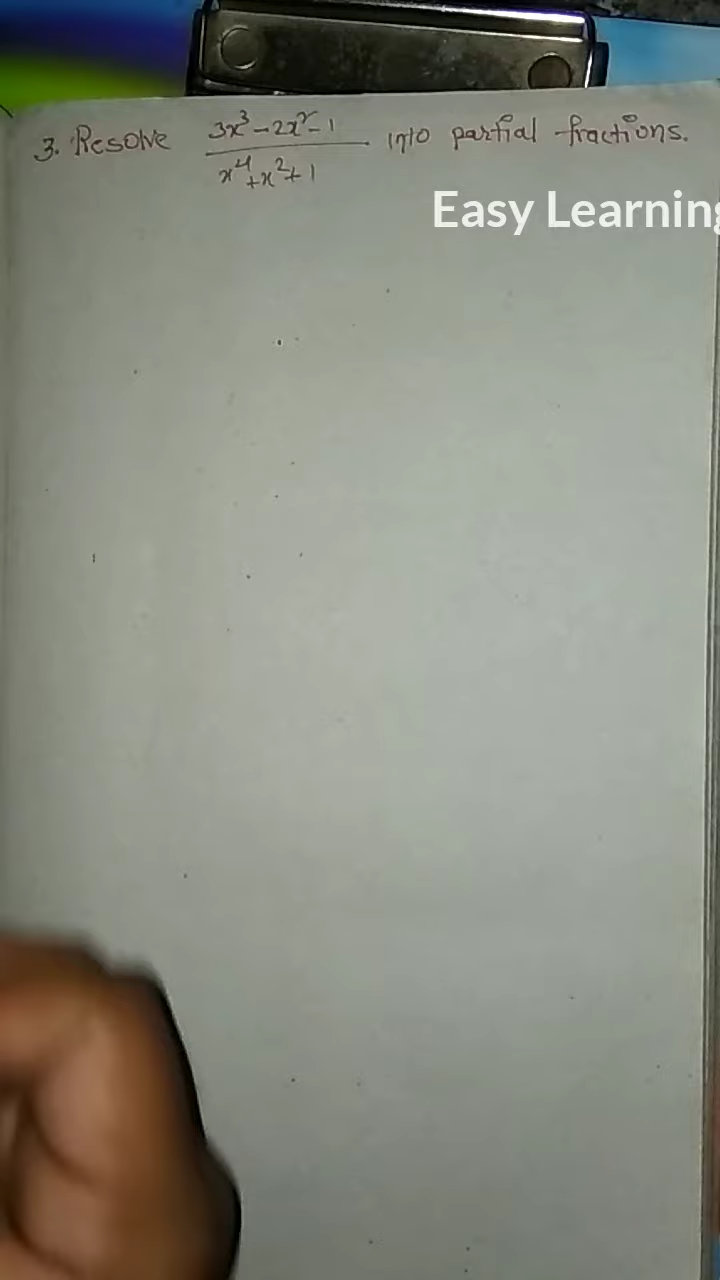 3. Resolve 3x³ - 2x² - 1 / x⁴ + x² + 1 into partial fractions.
Easy Learning